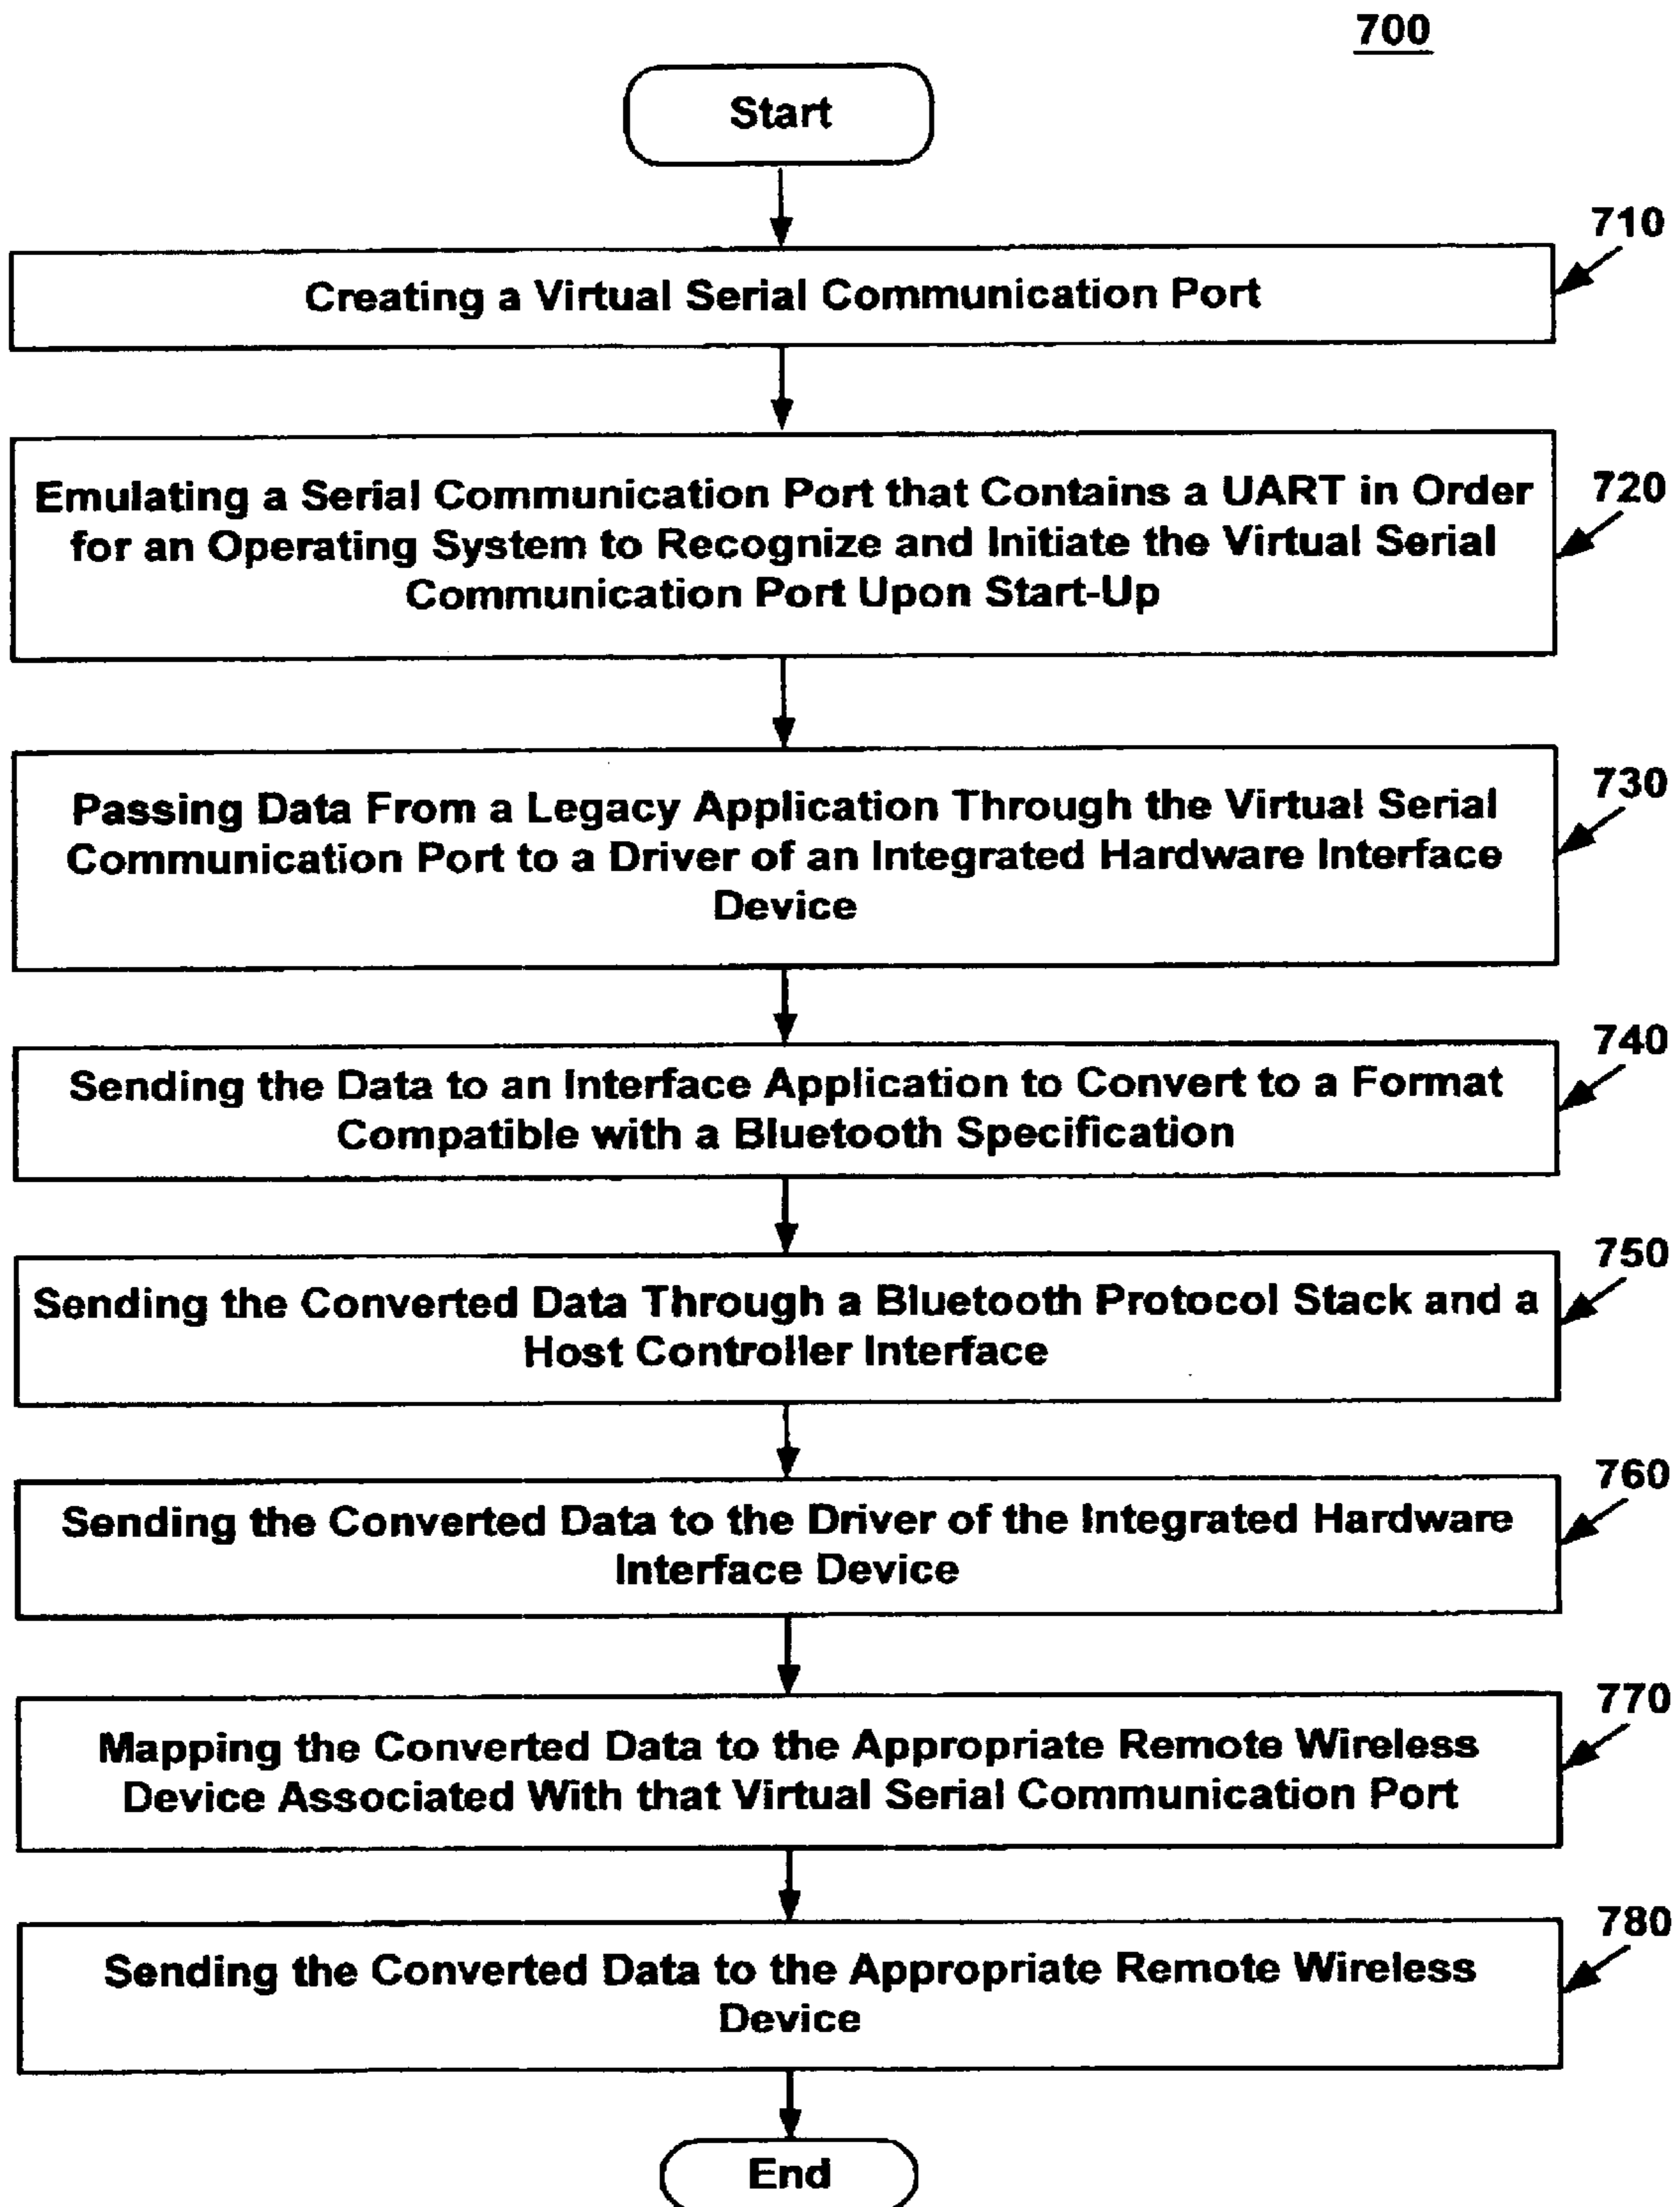 700
Start
710
Creating a Virtual Serial Communication Port
720
Emulating a Serial Communication Port that Contains a UART in Order
for an Operating System to Recognize and Initiate the Virtual Serial
Communication Port Upon Start-Up
730
Passing Data From a Legacy Application Through the Virtual Serial
Communication Port to a Driver of an Integrated Hardware Interface
Device
740
Sending the Data to an Interface Application to Convert to a Format
Compatible with a Bluetooth Specification
750
Sending the Converted Data Through a Bluetooth Protocol Stack and a
Host Controller Interface
760
Sending the Converted Data to the Driver of the Integrated Hardware
Interface Device
770
Mapping the Converted Data to the Appropriate Remote Wireless
Device Associated With that Virtual Serial Communication Port
780
Sending the Converted Data to the Appropriate Remote Wireless
Device
End